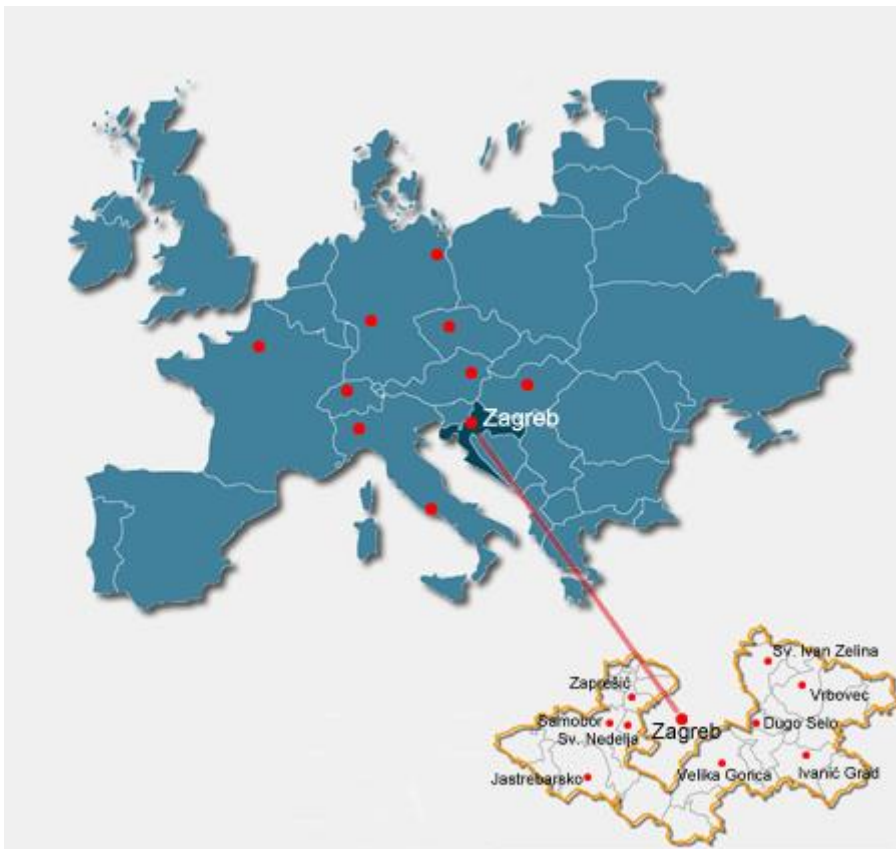 Zagreb
Sv. Ivan Zelina
Zaprešić
Vrbovec
Samobor
Dugo Selo
Zagreb
Sv. Nedelja
Ivanić Grad
Velika Gorica
Jastrebarsko